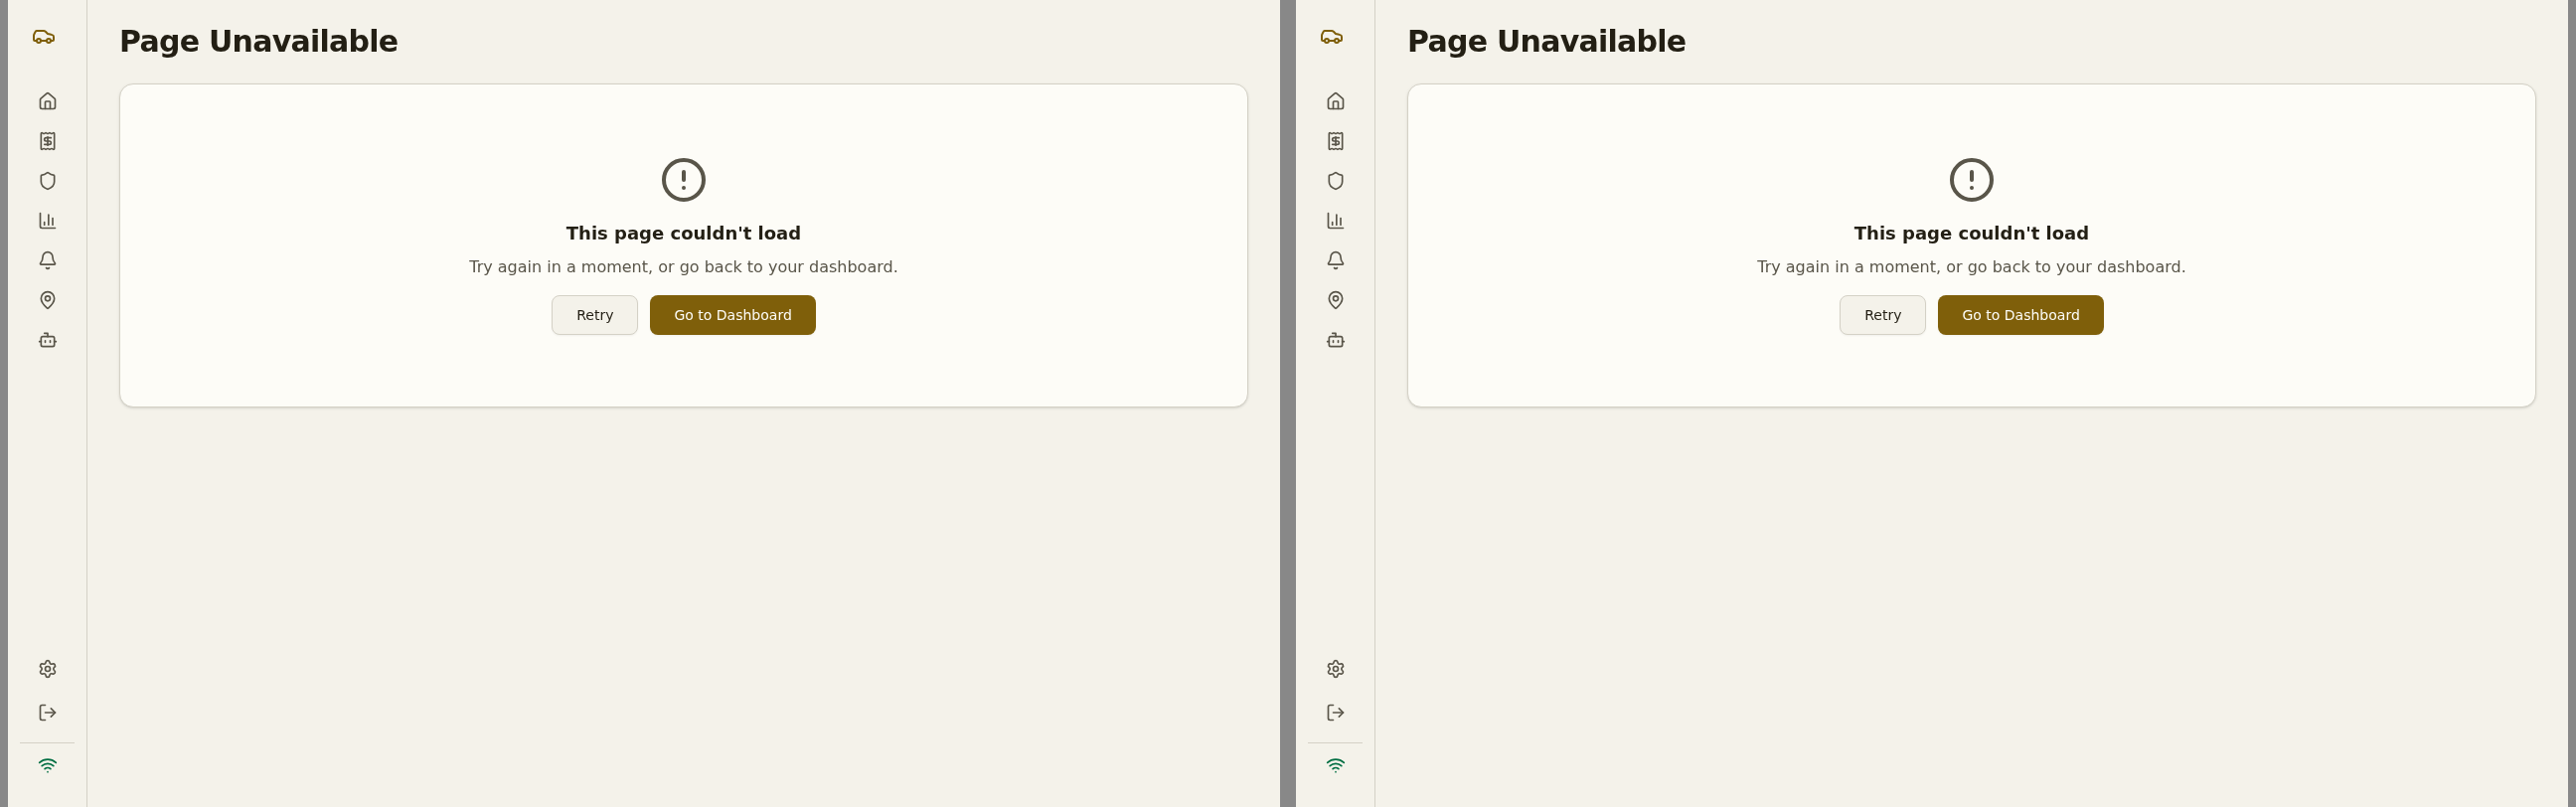 Page Unavailable
This page couldn't load
Try again in a moment, or go back to your dashboard.
Retry
Go to Dashboard
Page Unavailable
This page couldn't load
Try again in a moment, or go back to your dashboard.
Retry
Go to Dashboard